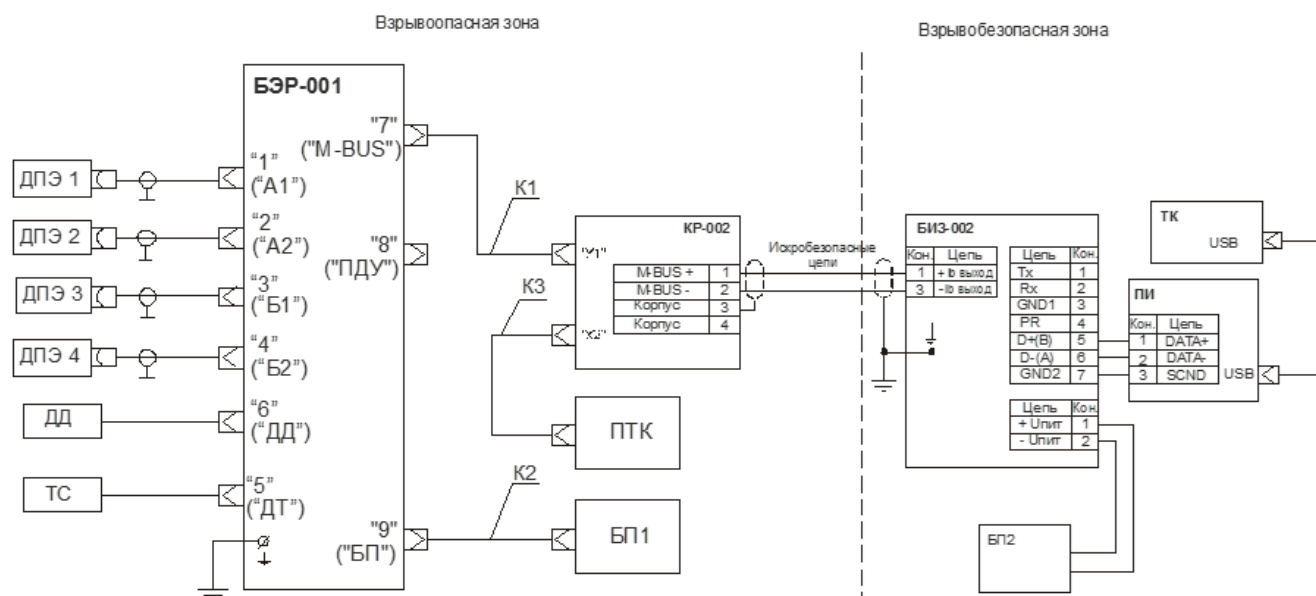 Взрывоопасная зона
Взрывобезопасная зона
БЭР-001
"7"
("M-BUS")
"8"
("ПДУ")
"9"
("БП")
ДПЭ 1
“1”
(“А1”)
ДПЭ 2
“2”
(“А2”)
ДПЭ 3
“3”
(“Б1”)
ДПЭ 4
“4”
(“Б2”)
ДД
“6”
(“ДД”)
ТС
“5”
(“ДТ”)
К1
К3
К2
КР-002
"X1"
"X2"
M-BUS + 1
M-BUS - 2
Корпус 3
Корпус 4
ПТК
БП1
Искробезопасные
цепи
БИЗ-002
Кон. Цепь
1 + Ib выход
3 -Ib выход
Цепь Кон.
Tx 1
Rx 2
GND1 3
PR 4
D+(B) 5
D-(A) 6
GND2 7
Цепь Кон.
+ Uпит 1
- Uпит 2
БП2
ТК
USB
ПИ
Кон. Цепь
1 DATA+
2 DATA-
3 SCND
USB